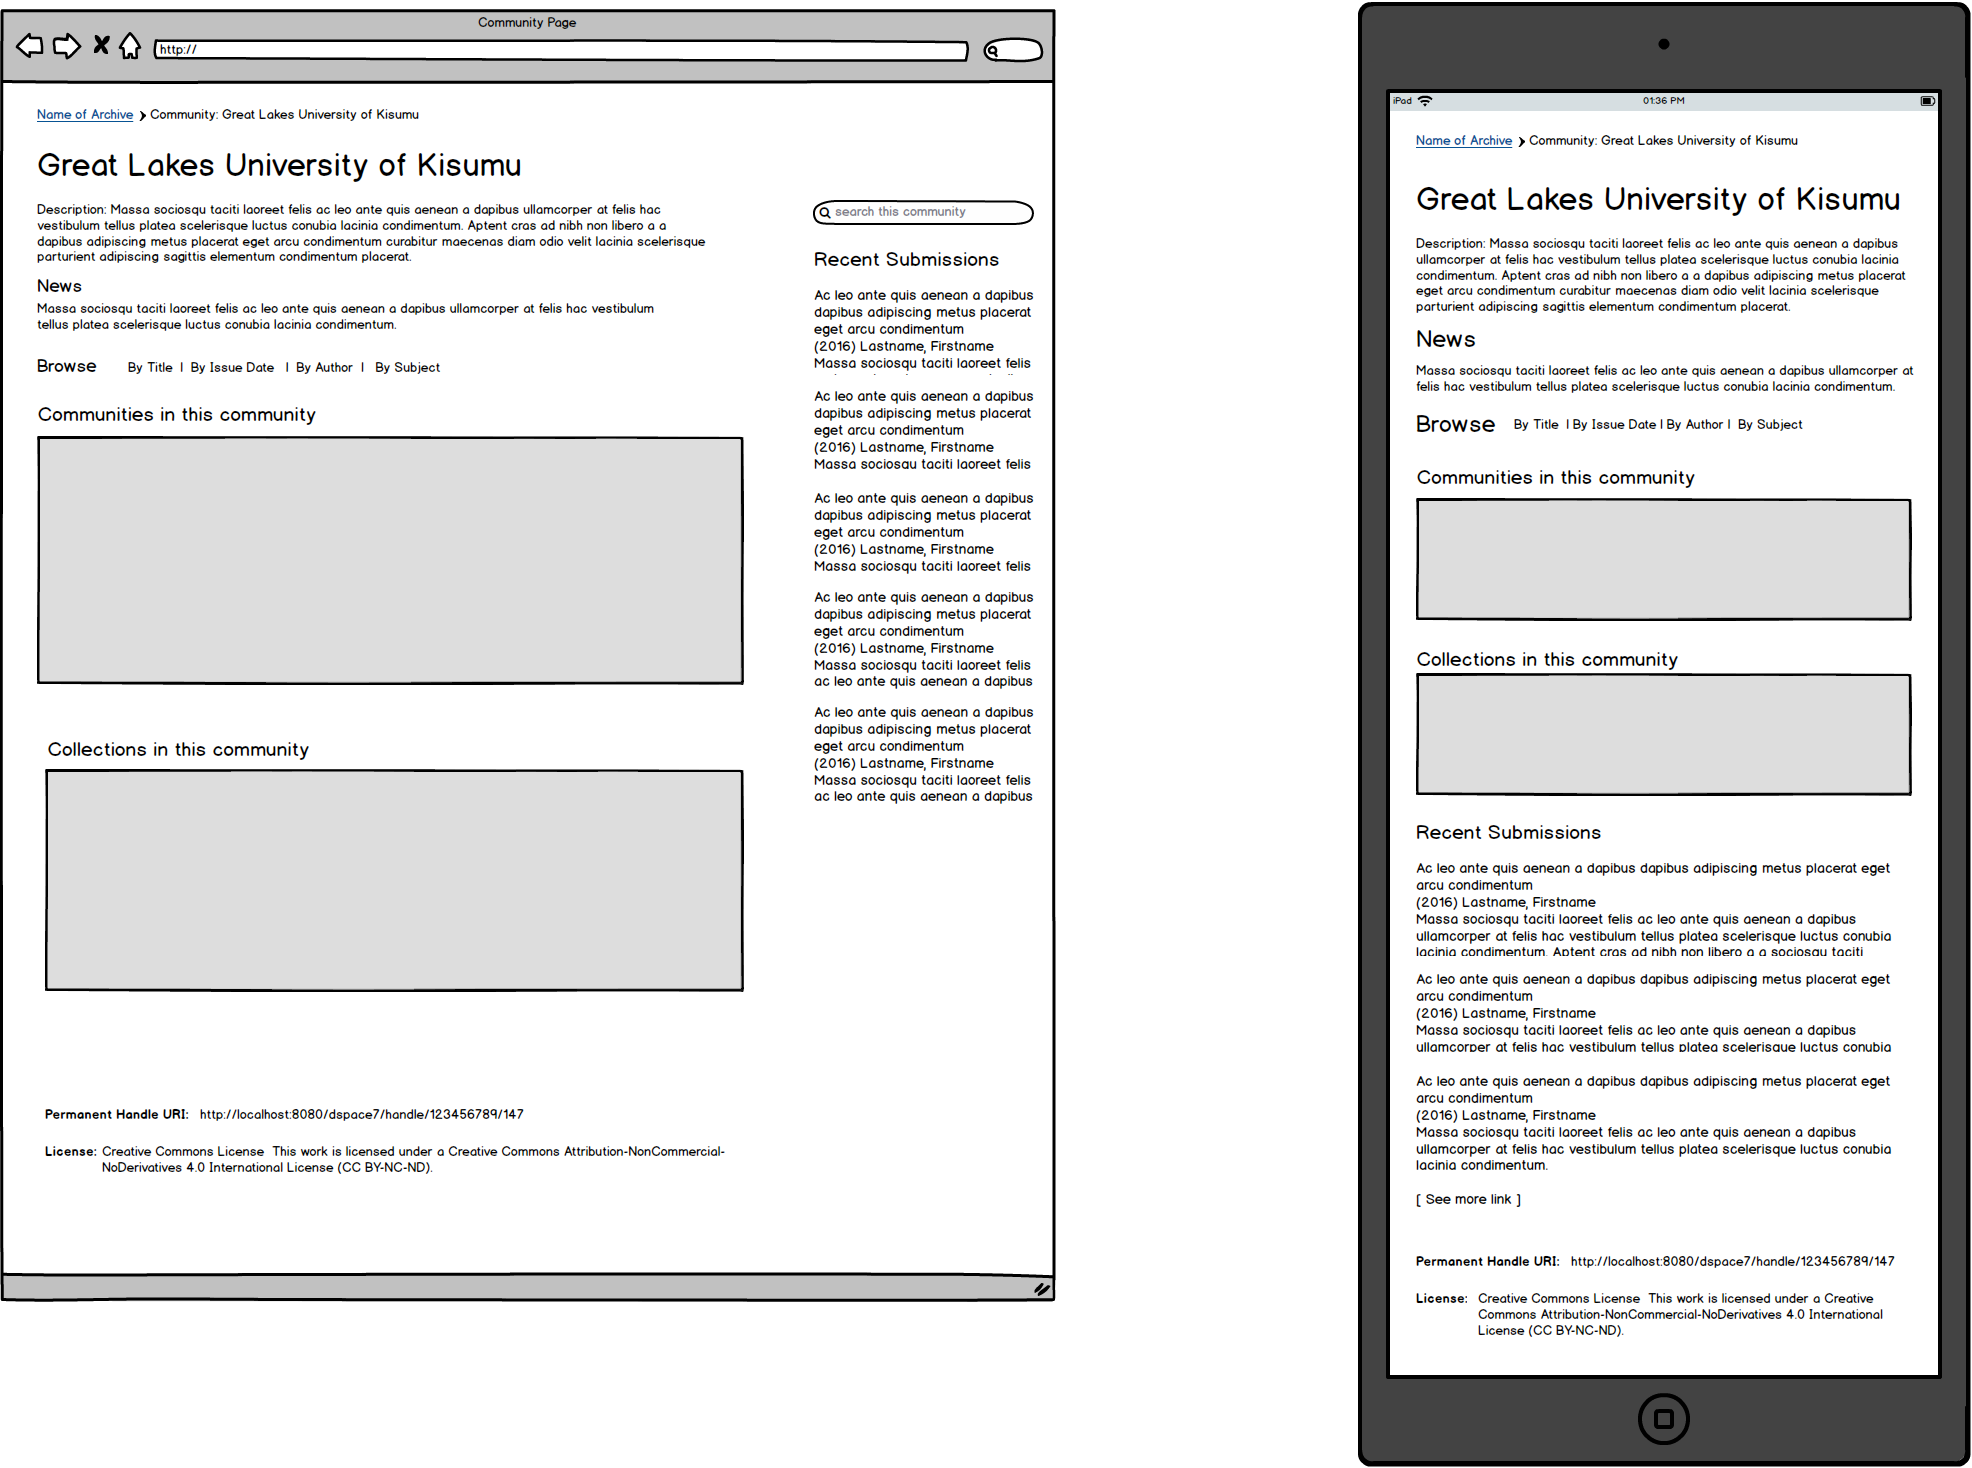 Community Page
http://
Name of Archive > Community: Great Lakes University of Kisumu
Great Lakes University of Kisumu
Description: Massa sociosqu taciti laoreet felis ac leo ante quis aenean a dapibus ullamcorper at felis hac
vestibulum tellus platea scelerisque luctus conubia lacinia condimentum. Aptent cras ad nibh non libero a a
dapibus adipiscing metus placerat eget arcu condimentum curabitur maecenas diam odio velit lacinia scelerisque
parturient adipiscing sagittis elementum condimentum placerat.
News
Massa sociosqu taciti laoreet felis ac leo ante quis aenean a dapibus ullamcorper at felis hac vestibulum
tellus platea scelerisque luctus conubia lacinia condimentum.
Browse By Title | By Issue Date | By Author | By Subject
Communities in this community
Collections in this community
Permanent Handle URI: http://localhost:8080/dspace7/handle/123456789/147
License: Creative Commons License This work is licensed under a Creative Commons Attribution-NonCommercial-
NoDerivatives 4.0 International License (CC BY-NC-ND).
search this community
Recent Submissions
Ac leo ante quis aenean a dapibus
dapibus adipiscing metus placerat
eget arcu condimentum
(2016) Lastname, Firstname
Massa sociosqu taciti laoreet felis
Ac leo ante quis aenean a dapibus
dapibus adipiscing metus placerat
eget arcu condimentum
(2016) Lastname, Firstname
Massa sociosqu taciti laoreet felis
Ac leo ante quis aenean a dapibus
dapibus adipiscing metus placerat
eget arcu condimentum
(2016) Lastname, Firstname
Massa sociosqu taciti laoreet felis
Ac leo ante quis aenean a dapibus
dapibus adipiscing metus placerat
eget arcu condimentum
(2016) Lastname, Firstname
Massa sociosqu taciti laoreet felis
ac leo ante quis aenean a dapibus
Ac leo ante quis aenean a dapibus
dapibus adipiscing metus placerat
eget arcu condimentum
(2016) Lastname, Firstname
Massa sociosqu taciti laoreet felis
ac leo ante quis aenean a dapibus
iPad 01:36 PM
Name of Archive > Community: Great Lakes University of Kisumu
Great Lakes University of Kisumu
Description: Massa sociosqu taciti laoreet felis ac leo ante quis aenean a dapibus
ullamcorper at felis hac vestibulum tellus platea scelerisque luctus conubia lacinia
condimentum. Aptent cras ad nibh non libero a a dapibus adipiscing metus placerat
eget arcu condimentum curabitur maecenas diam odio velit lacinia scelerisque
parturient adipiscing sagittis elementum condimentum placerat.
News
Massa sociosqu taciti laoreet felis ac leo ante quis aenean a dapibus ullamcorper at
felis hac vestibulum tellus platea scelerisque luctus conubia lacinia condimentum.
Browse By Title | By Issue Date | By Author | By Subject
Communities in this community
Collections in this community
Recent Submissions
Ac leo ante quis aenean a dapibus dapibus adipiscing metus placerat eget
arcu condimentum
(2016) Lastname, Firstname
Massa sociosqu taciti laoreet felis ac leo ante quis aenean a dapibus
ullamcorper at felis hac vestibulum tellus platea scelerisque luctus conubia
lacinia condimentum. Aptent cras ad nibh non libero a a sociosqu taciti
Ac leo ante quis aenean a dapibus dapibus adipiscing metus placerat eget
arcu condimentum
(2016) Lastname, Firstname
Massa sociosqu taciti laoreet felis ac leo ante quis aenean a dapibus
ullamcorper at felis hac vestibulum tellus platea scelerisque luctus conubia
Ac leo ante quis aenean a dapibus dapibus adipiscing metus placerat eget
arcu condimentum
(2016) Lastname, Firstname
Massa sociosqu taciti laoreet felis ac leo ante quis aenean a dapibus
ullamcorper at felis hac vestibulum tellus platea scelerisque luctus conubia
lacinia condimentum.
[ See more link ]
Permanent Handle URI: http://localhost:8080/dspace7/handle/123456789/147
License: Creative Commons License This work is licensed under a Creative
Commons Attribution-NonCommercial-NoDerivatives 4.0 International
License (CC BY-NC-ND).